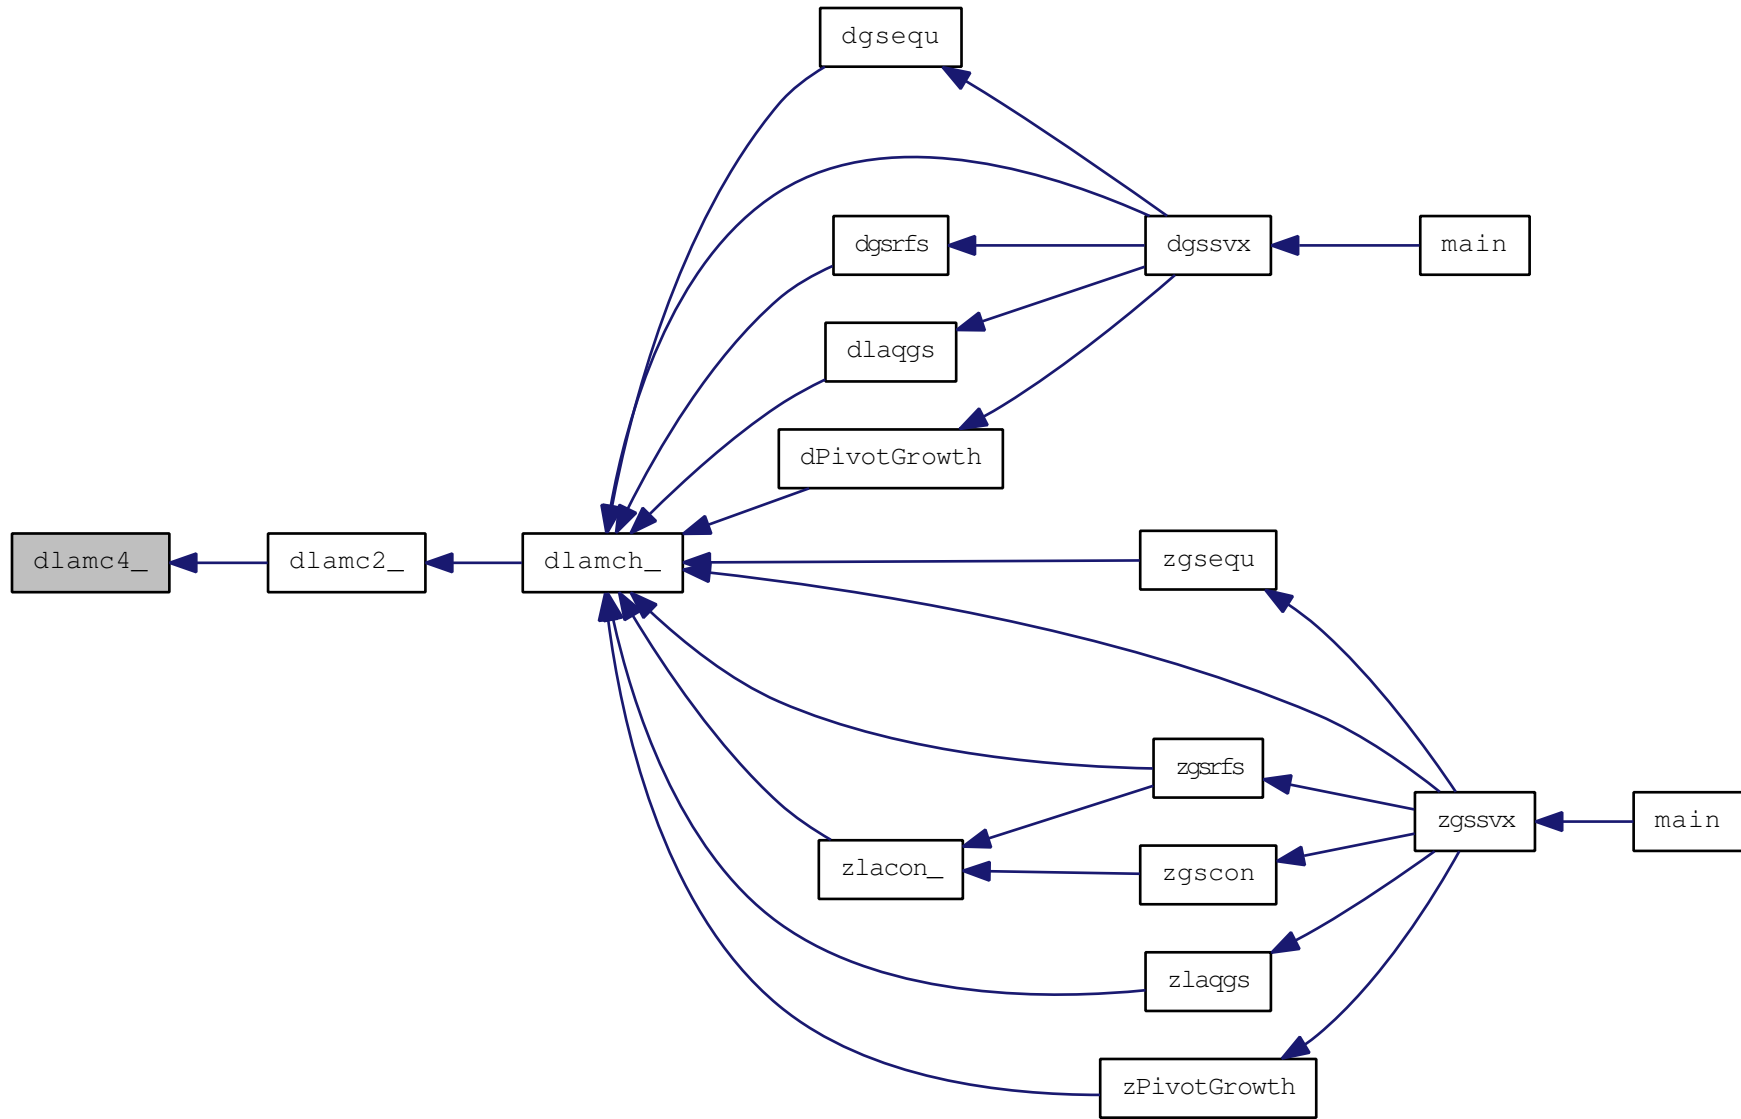 dgsequ
dgsrfs
dgssvx
main
dlaqgs
dPivotGrowth
dlamc4_
dlamc2_
dlamch_
zgsequ
zgsrfs
zgssvx
main
zlacon_
zgscon
zlaqgs
zPivotGrowth